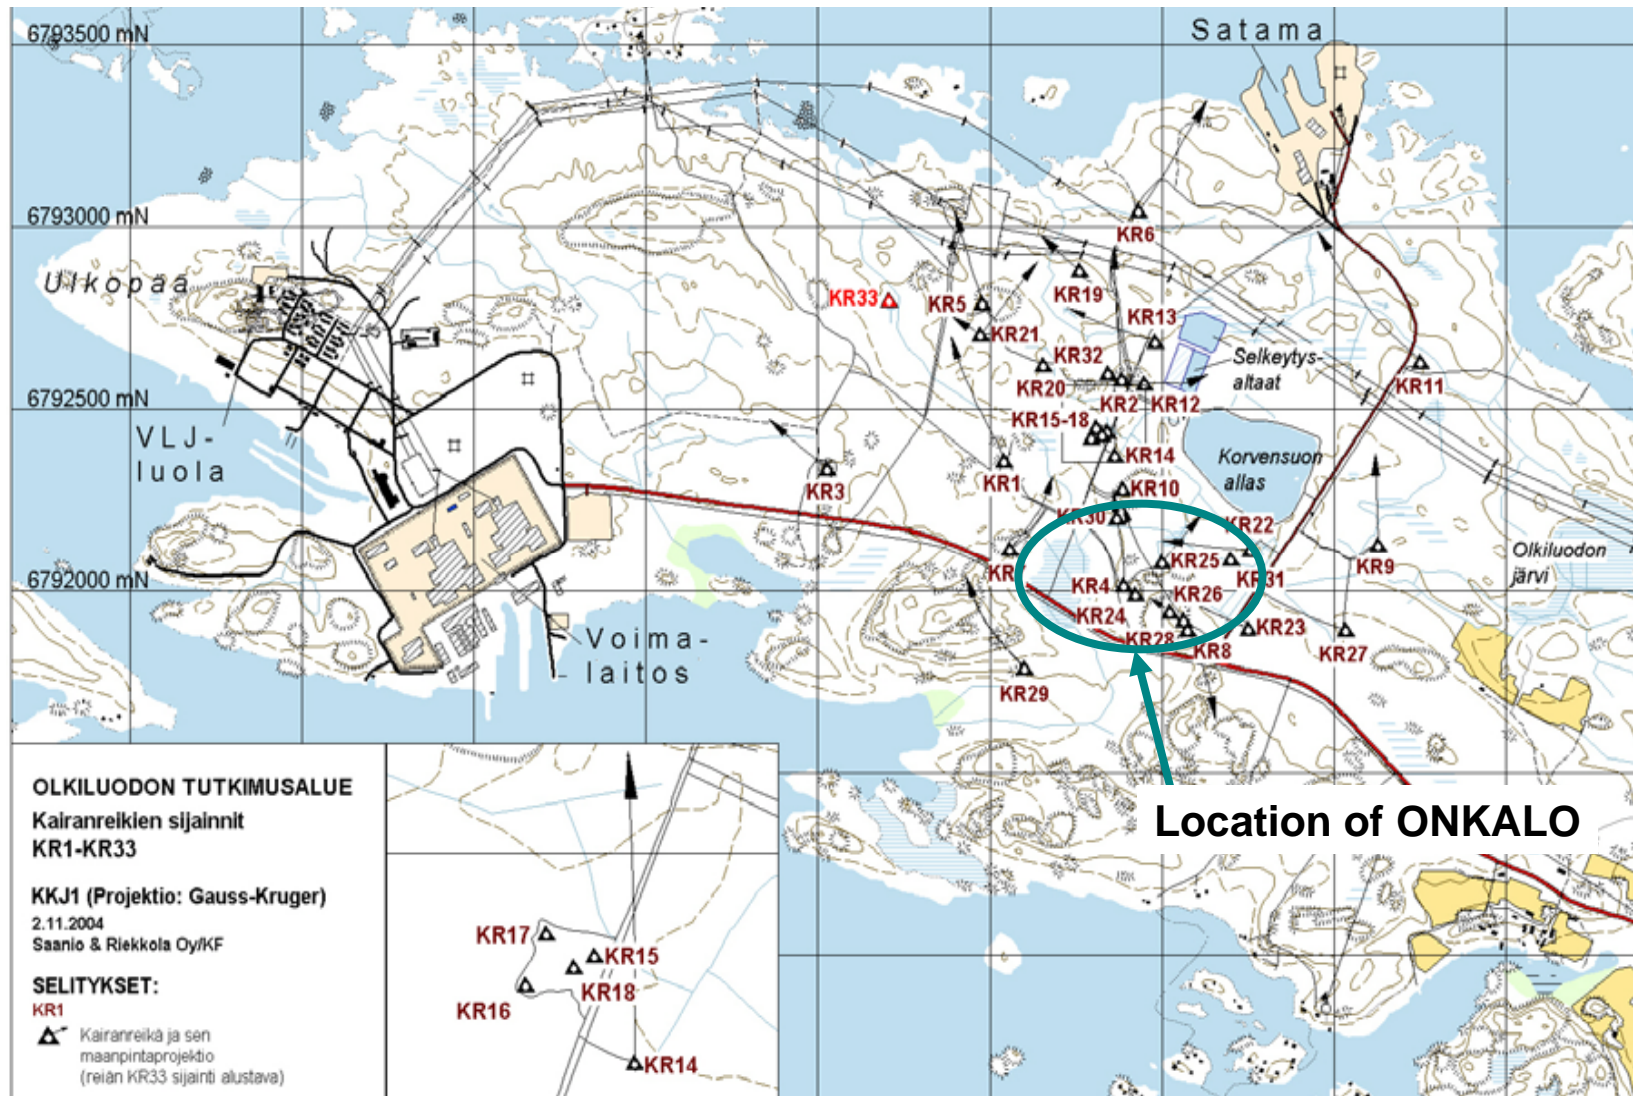 6793500 mN
Satama
6793000 mN
KR6
Ulkopää
KR33
KR5
KR19
KR13
KR21
KR32
Selkeytys-
altaat
KR20
KR11
6792500 mN
KR2
KR12
KR15-18
VLJ-
luola
KR14
Korvensuon
allas
KR3
KR1
KR10
KR30
KR22
Olkiluodon
järvi
KR25
KR9
KR31
6792000 mN
KR4
KR26
KR24
KR23
KR28
KR8
KR27
Voima-
laitos
KR29
OLKILUODON TUTKIMUSALUE
Kairanreikien sijainnit
KR1-KR33
KKJ1 (Projektio: Gauss-Kruger)
2.11.2004
Saanio & Riekkola Oy/KF
SELITYKSET:
KR1
Kairanreikä ja sen
maanpintaprojektio
(reiän KR33 sijainti alustava)
KR17
KR15
KR18
KR16
KR14
Location of ONKALO